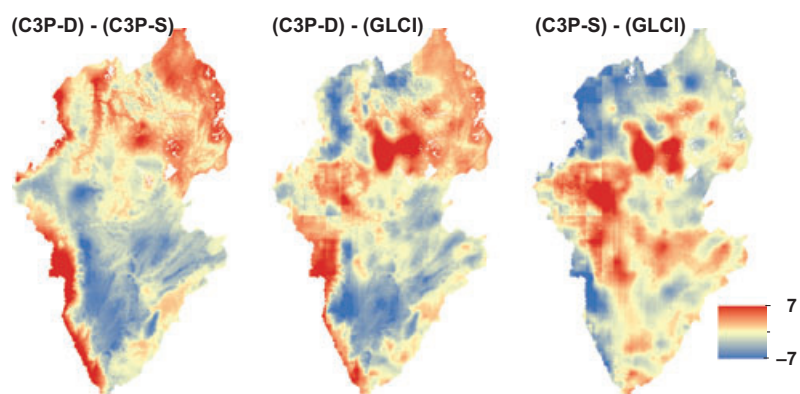 (C3P-D) - (C3P-S)
(C3P-D) - (GLCI)
(C3P-S) - (GLCI)
7
–7